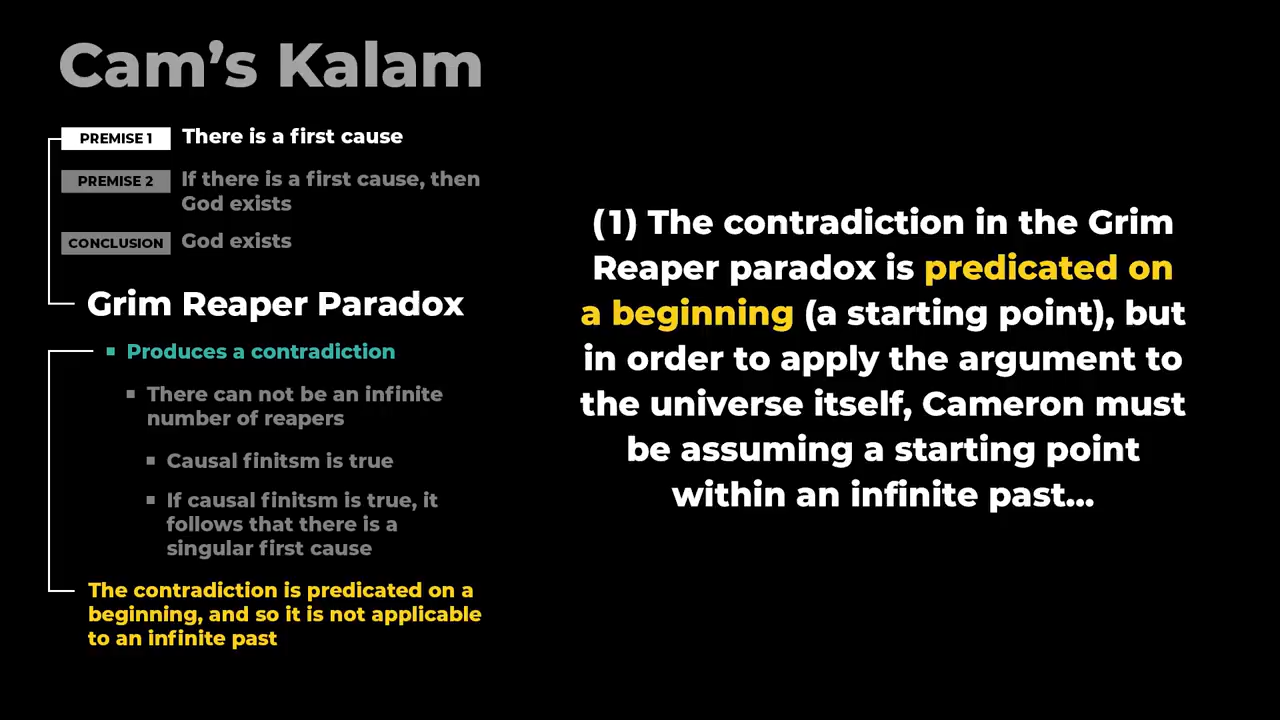 Cam's Kalam
PREMISE 1 There is a first cause
PREMISE 2 If there is a first cause, then
God exists
CONCLUSION God exists
Grim Reaper Paradox
Produces a contradiction
There can not be an infinite
number of reapers
Causal finitsm is true
If causal finitsm is true, it
follows that there is a
singular first cause
The contradiction is predicated on a
beginning, and so it is not applicable
to an infinite past
(1) The contradiction in the Grim
Reaper paradox is predicated on
a beginning (a starting point), but
in order to apply the argument to
the universe itself, Cameron must
be assuming a starting point
within an infinite past...